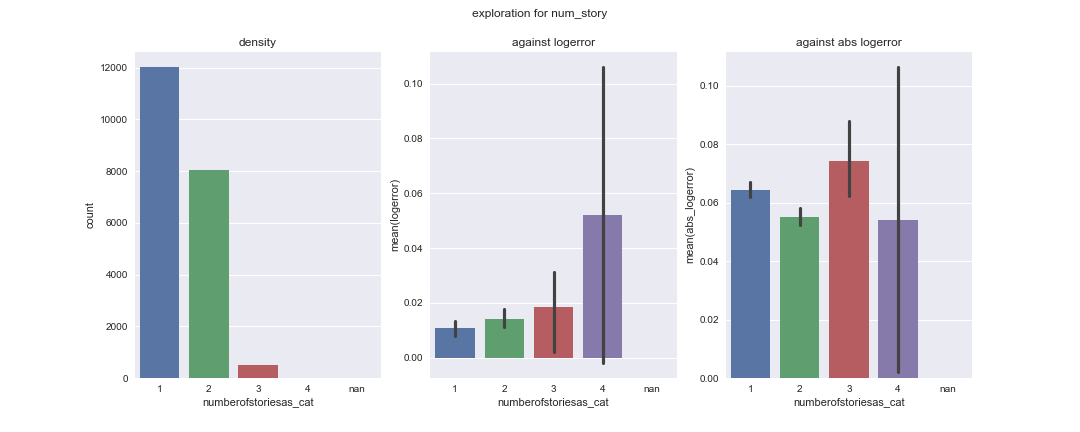 exploration for num_story
density
count
12000
10000
8000
6000
4000
2000
0
1 2 3 4 nan
numberofstoriesas_cat
against logerror
mean(logerror)
0.10
0.08
0.06
0.04
0.02
0.00
1 2 3 4 nan
numberofstoriesas_cat
against abs logerror
mean(abs_logerror)
0.10
0.08
0.06
0.04
0.02
0.00
1 2 3 4 nan
numberofstoriesas_cat